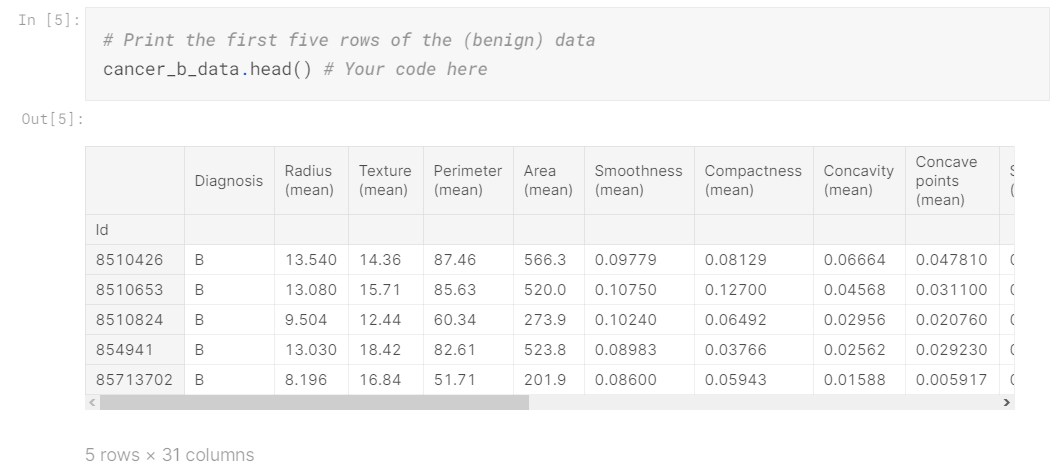 In [5]:
# Print the first five rows of the (benign) data
cancer_b_data.head() # Your code here
Out[5]:
Diagnosis Radius (mean) Texture (mean) Perimeter (mean) Area (mean) Smoothness (mean) Compactness (mean) Concavity (mean) Concave points (mean)
Id
8510426 B 13.540 14.36 87.46 566.3 0.09779 0.08129 0.06664 0.047810
8510653 B 13.080 15.71 85.63 520.0 0.10750 0.12700 0.04568 0.031100
8510824 B 9.504 12.44 60.34 273.9 0.10240 0.06492 0.02956 0.020760
854941 B 13.030 18.42 82.61 523.8 0.08983 0.03766 0.02562 0.029230
85713702 B 8.196 16.84 51.71 201.9 0.08600 0.05943 0.01588 0.005917
5 rows × 31 columns